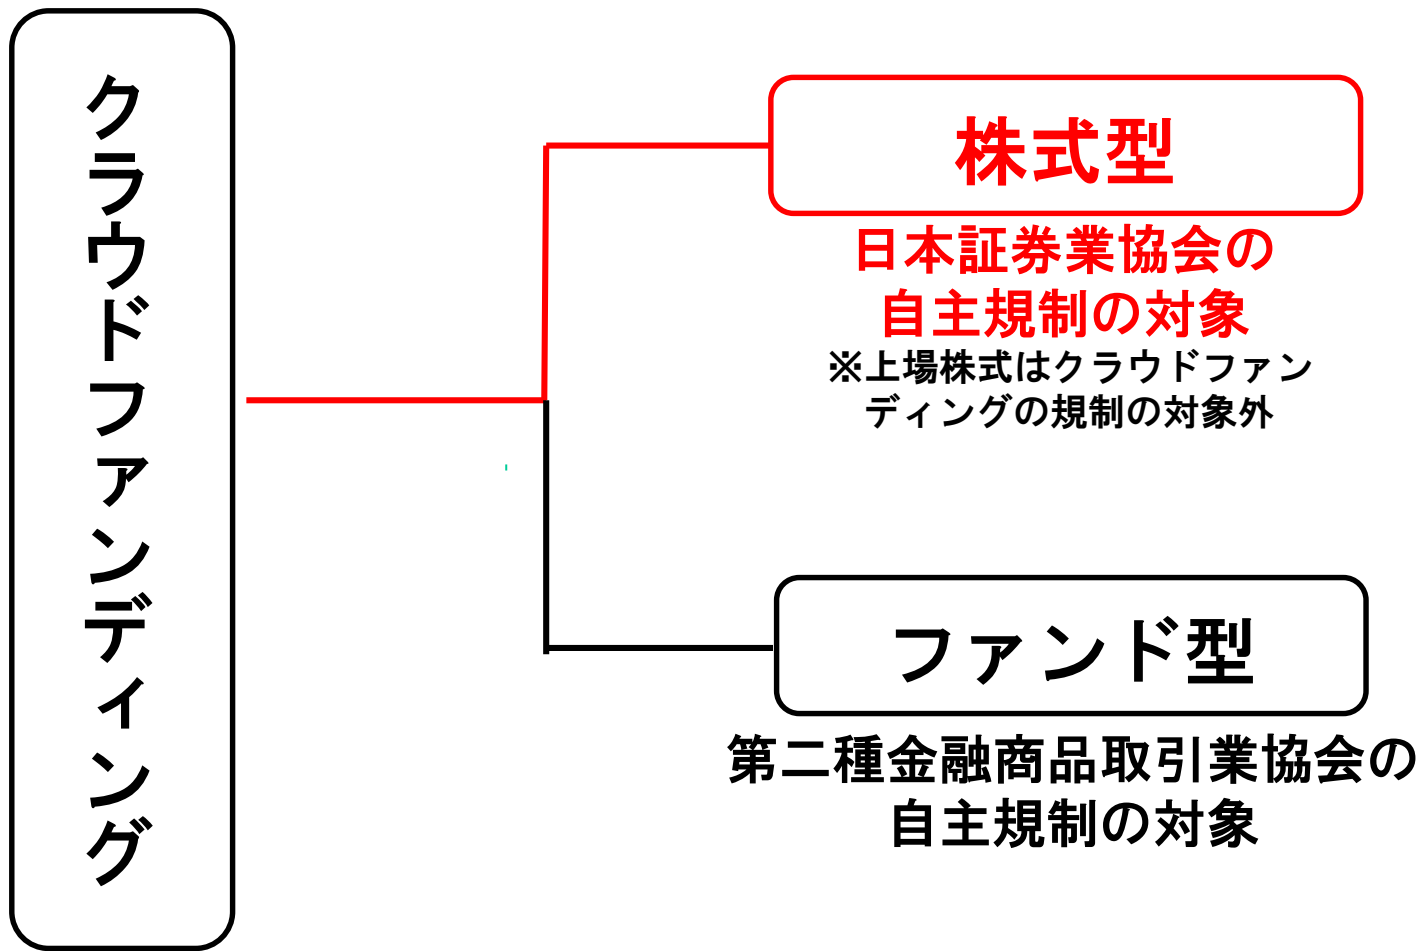 クラウドファンディング
株式型
日本証券業協会の
自主規制の対象
※上場株式はクラウドファン
ディングの規制の対象外
ファンド型
第二種金融商品取引業協会の
自主規制の対象